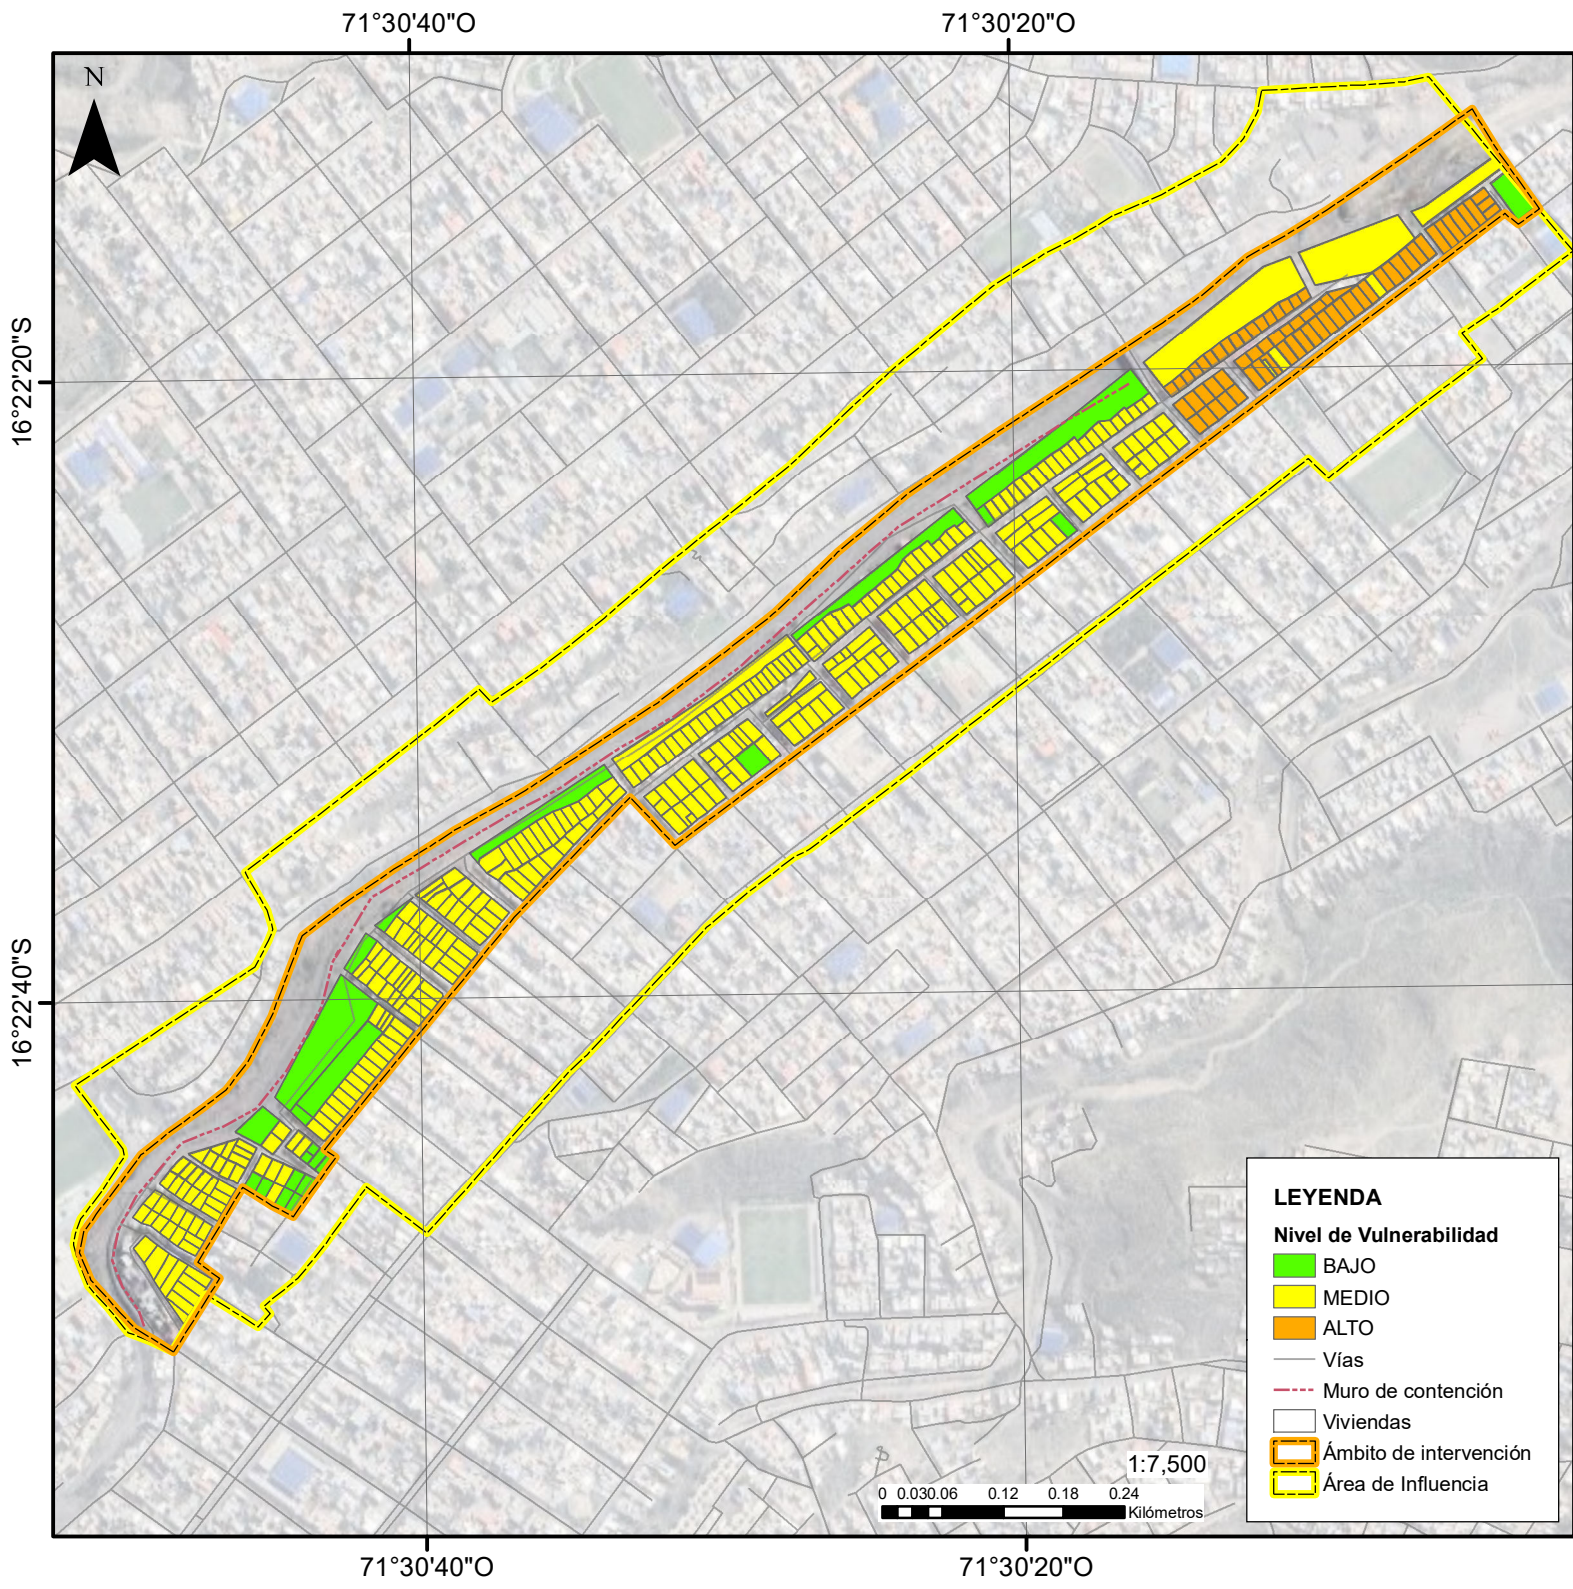 71°30'40"O
71°30'20"O
N
16°22'20"S
16°22'40"S
LEYENDA
Nivel de Vulnerabilidad
BAJO
MEDIO
ALTO
Vías
Muro de contención
Viviendas
Ámbito de intervención
Área de Influencia
1:7,500
0 0.030.06 0.12 0.18 0.24
Kilómetros
71°30'40"O
71°30'20"O